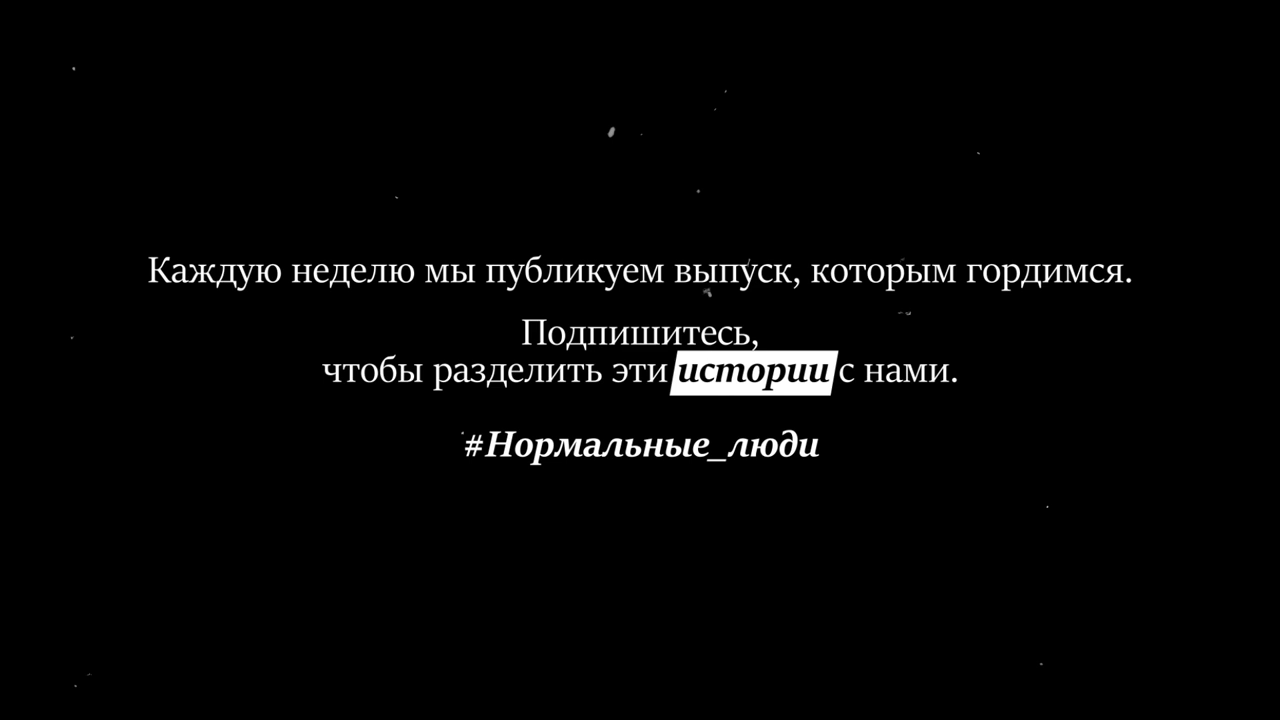 Каждую неделю мы публикуем выпуск, которым гордимся.
Подпишитесь,
чтобы разделить эти истории с нами.
#Нормальные_люди